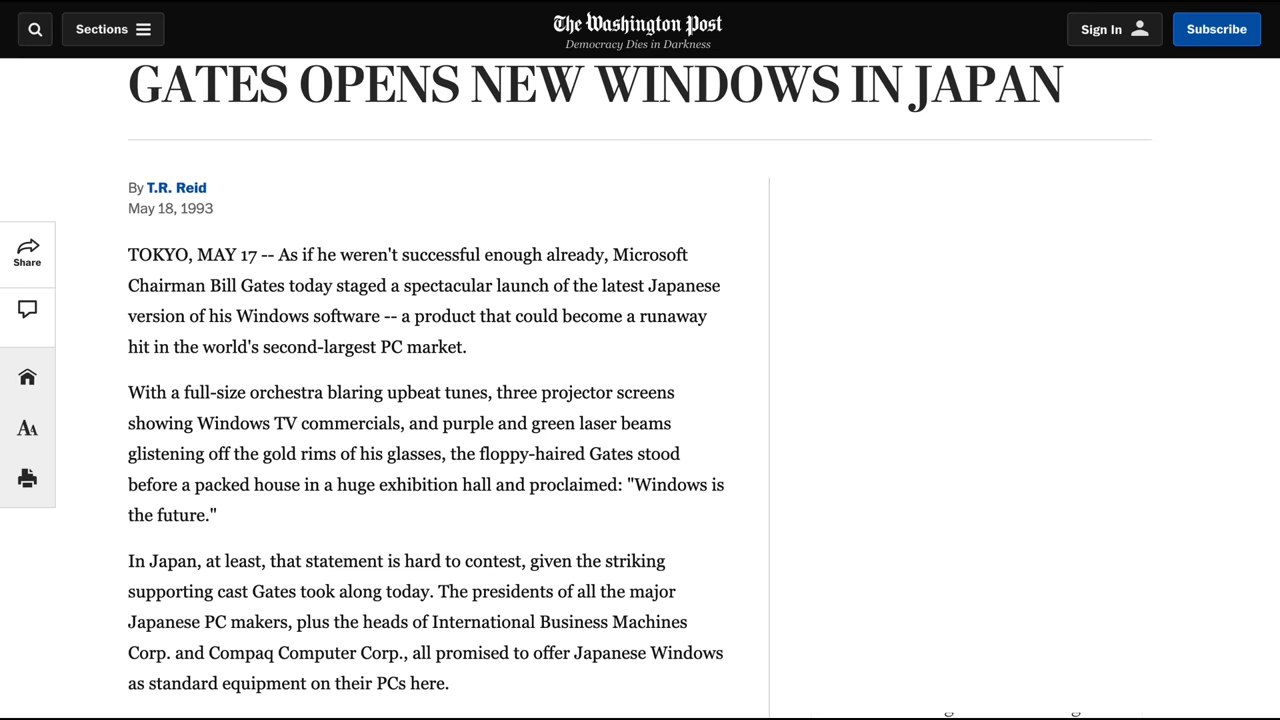 Sections
The Washington Post
Democracy Dies in Darkness
Sign In
Subscribe
GATES OPENS NEW WINDOWS IN JAPAN
By T.R. Reid
May 18, 1993
Share
AA
TOKYO, MAY 17 -- As if he weren't successful enough already, Microsoft
Chairman Bill Gates today staged a spectacular launch of the latest Japanese
version of his Windows software -- a product that could become a runaway
hit in the world's second-largest PC market.
With a full-size orchestra blaring upbeat tunes, three projector screens
showing Windows TV commercials, and purple and green laser beams
glistening off the gold rims of his glasses, the floppy-haired Gates stood
before a packed house in a huge exhibition hall and proclaimed: "Windows is
the future."
In Japan, at least, that statement is hard to contest, given the striking
supporting cast Gates took along today. The presidents of all the major
Japanese PC makers, plus the heads of International Business Machines
Corp. and Compaq Computer Corp., all promised to offer Japanese Windows
as standard equipment on their PCs here.